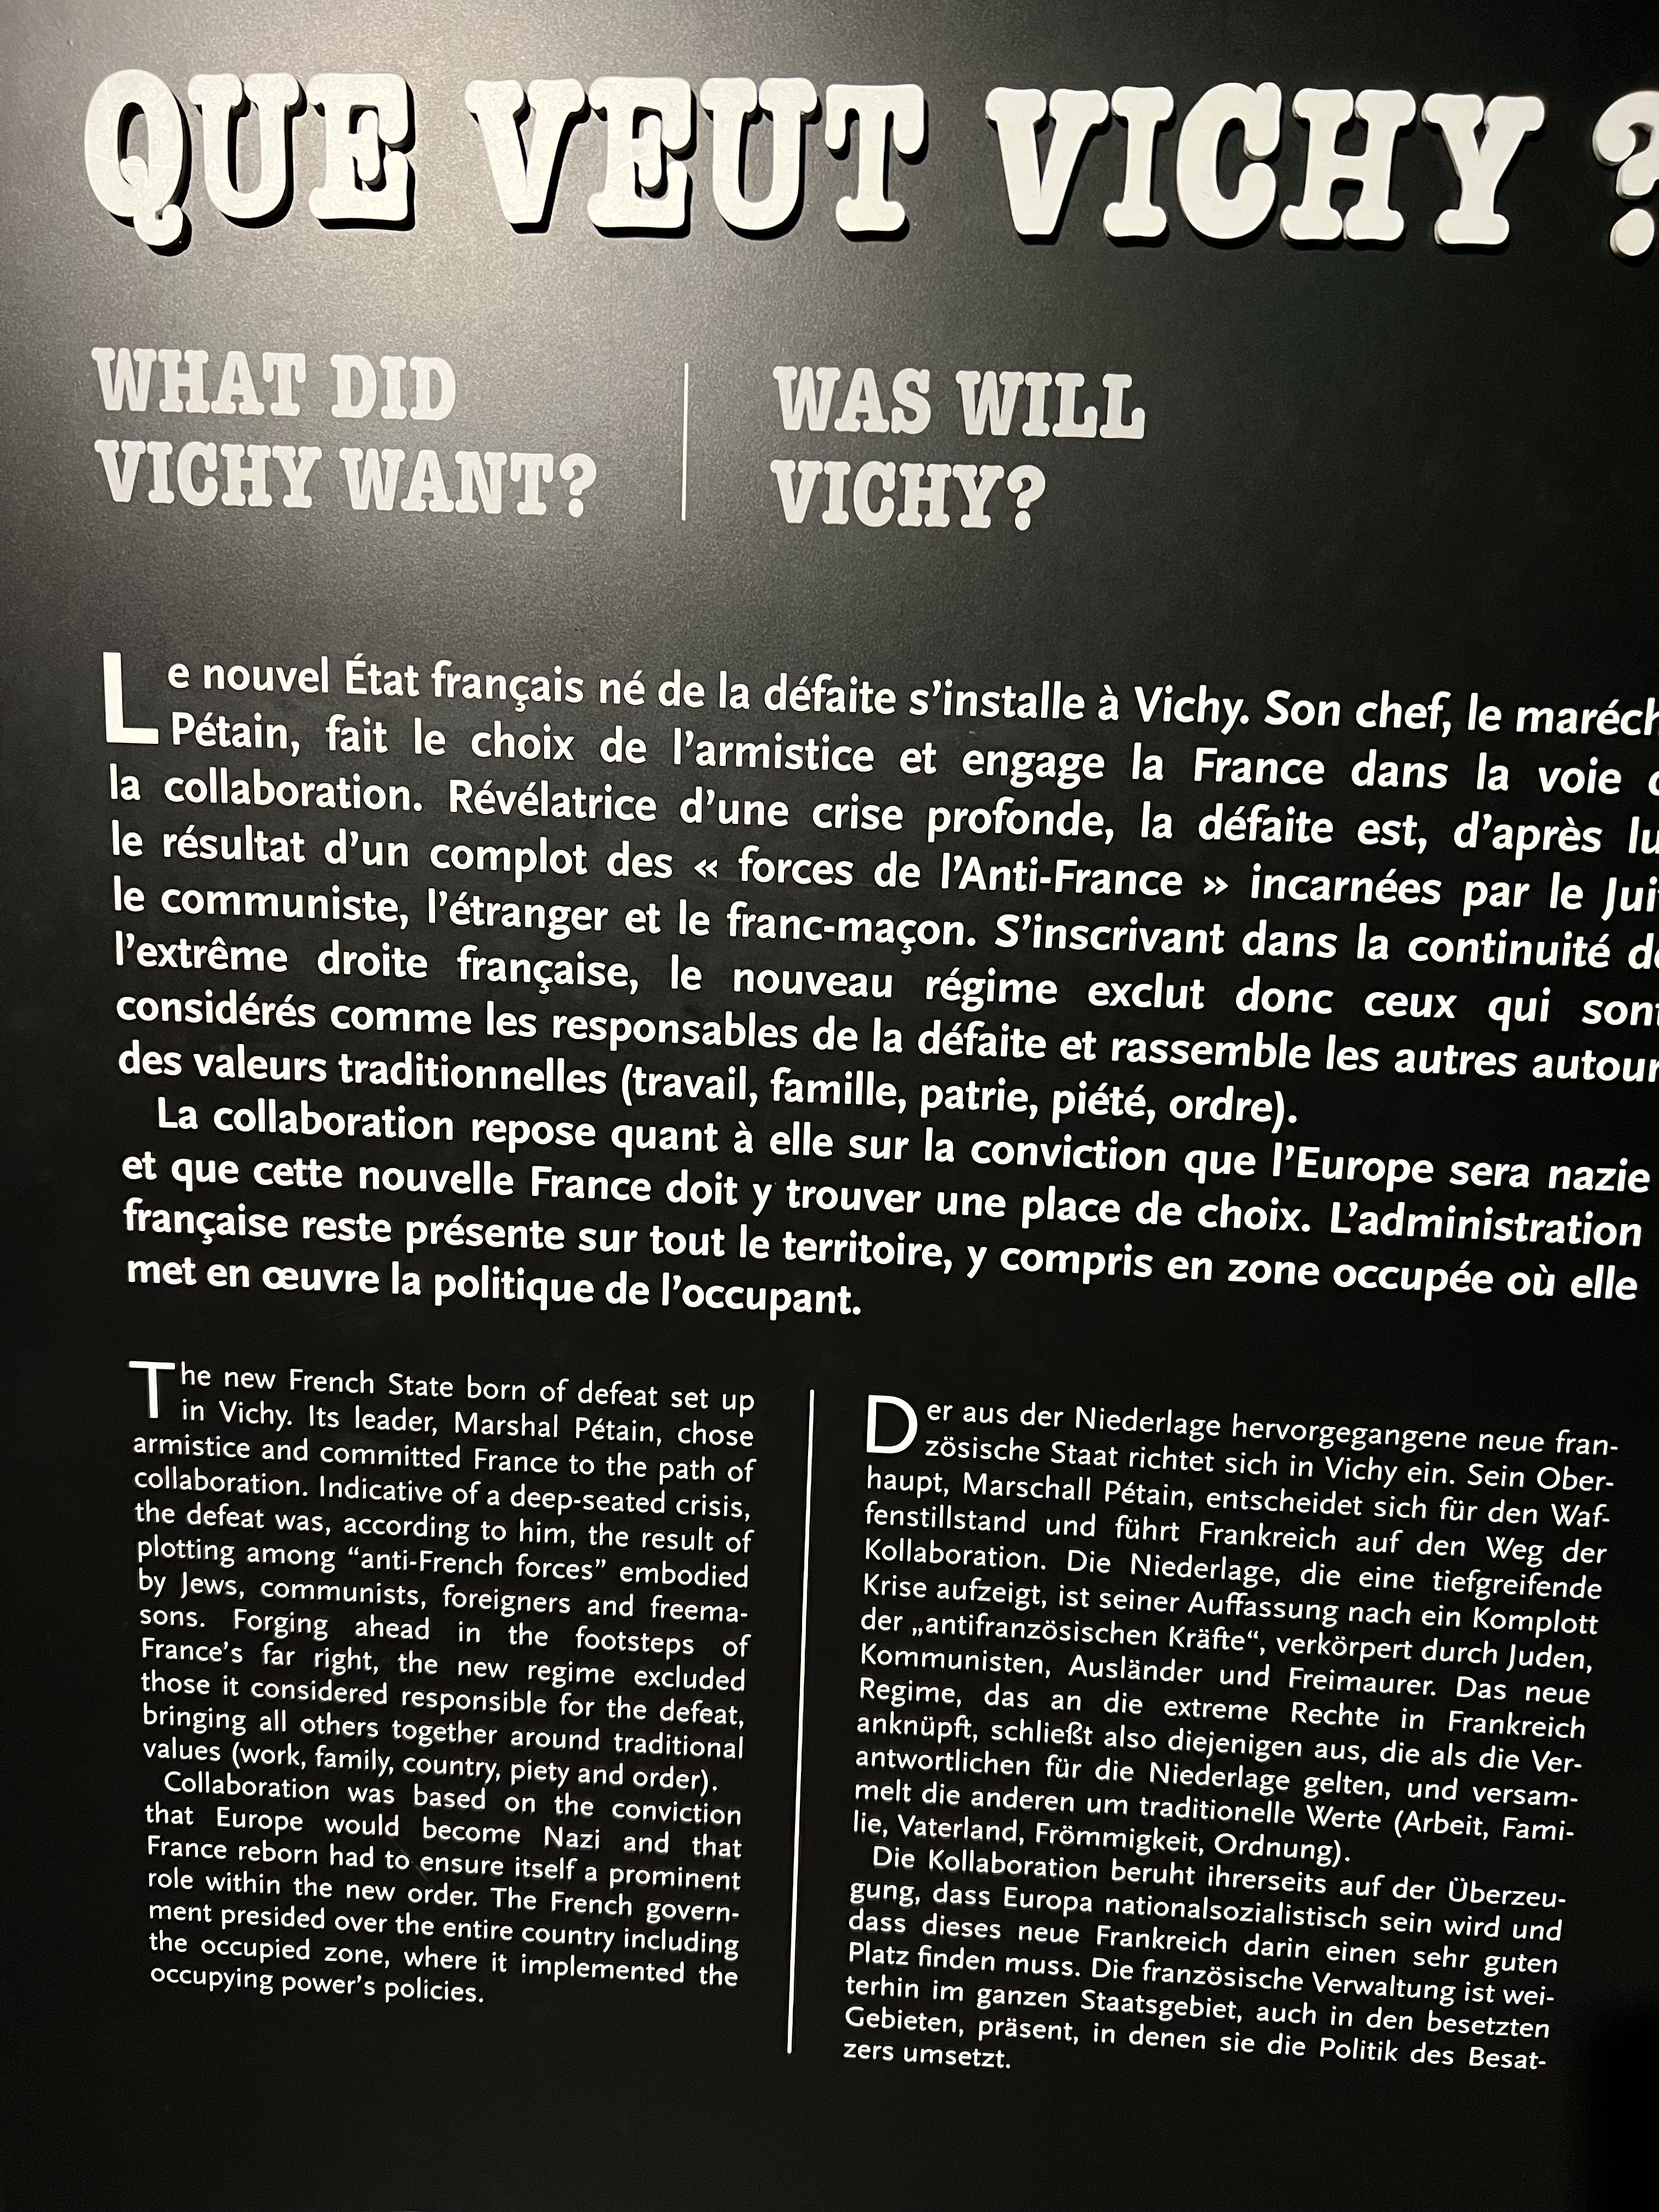 QUE VEUT VICHY ?
WHAT DID
VICHY WANT?
WAS WILL
VICHY?
Le nouvel État français né de la défaite s’installe à Vichy. Son chef, le
Pétain, fait le choix de l’armistice et engage la France dans la voie
la collaboration. Révélatrice d’une crise profonde, la défaite est, d’après
le résultat d’un complot des « forces de l’Anti-France » incarnées par le
le communiste, l’étranger et le franc-maçon. S’inscrivant dans la continuité de
l’extrême droite française, le nouveau régime exclut donc ceux qui sont
considérés comme les responsables de la défaite et rassemble les autres autour
des valeurs traditionnelles (travail, famille, patrie, piété, ordre).
La collaboration repose quant à elle sur la conviction que l’Europe sera nazie
et que cette nouvelle France doit y trouver une place de choix. L’administration
française reste présente sur tout le territoire, y compris en zone occupée où elle
met en œuvre la politique de l’occupant.
The new French State born of defeat set up
in Vichy. Its leader, Marshal Pétain, chose
armistice and committed France to the path of
collaboration. Indicative of a deep-seated crisis,
the defeat was, according to him, the result of
plotting among “anti-French forces” embodied
by Jews, communists, foreigners and freema-
sons. Forging ahead in the footsteps of
France’s far right, the new regime excluded
those it considered responsible for the defeat,
bringing all others together around traditional
values (work, family, country, piety and order).
Collaboration was based on the conviction
that Europe would become Nazi and that
France reborn had to ensure itself a prominent
role within the new order. The French govern-
ment presided over the entire country including
the occupied zone, where it implemented the
occupying power’s policies.
Der aus der Niederlage hervorgegangene neue fran-
zösische Staat richtet sich in Vichy ein. Sein Ober-
haupt, Marschall Pétain, entscheidet sich für den Waf-
fenstillstand und führt Frankreich auf den Weg der
Kollaboration. Die Niederlage, die eine tiefgreifende
Krise aufzeigt, ist seiner Auffassung nach ein Komplott
der „antifranzösischen Kräfte“, verkörpert durch Juden,
Kommunisten, Ausländer und Freimaurer. Das neue
Regime, das an die extreme Rechte in Frankreich
anknüpft, schließt also diejenigen aus, die als die Ver-
antwortlichen für die Niederlage gelten, und versam-
melt die anderen um traditionelle Werte (Arbeit, Fami-
lie, Vaterland, Frömmigkeit, Ordnung).
Die Kollaboration beruht ihrerseits auf der Überzeu-
gung, dass Europa nationalsozialistisch sein wird und
dass dieses neue Frankreich darin einen sehr guten
Platz finden muss. Die französische Verwaltung ist wei-
terhin im ganzen Staatsgebiet, auch in den besetzten
Gebieten, präsent, in denen sie die Politik des Besat-
zers umsetzt.